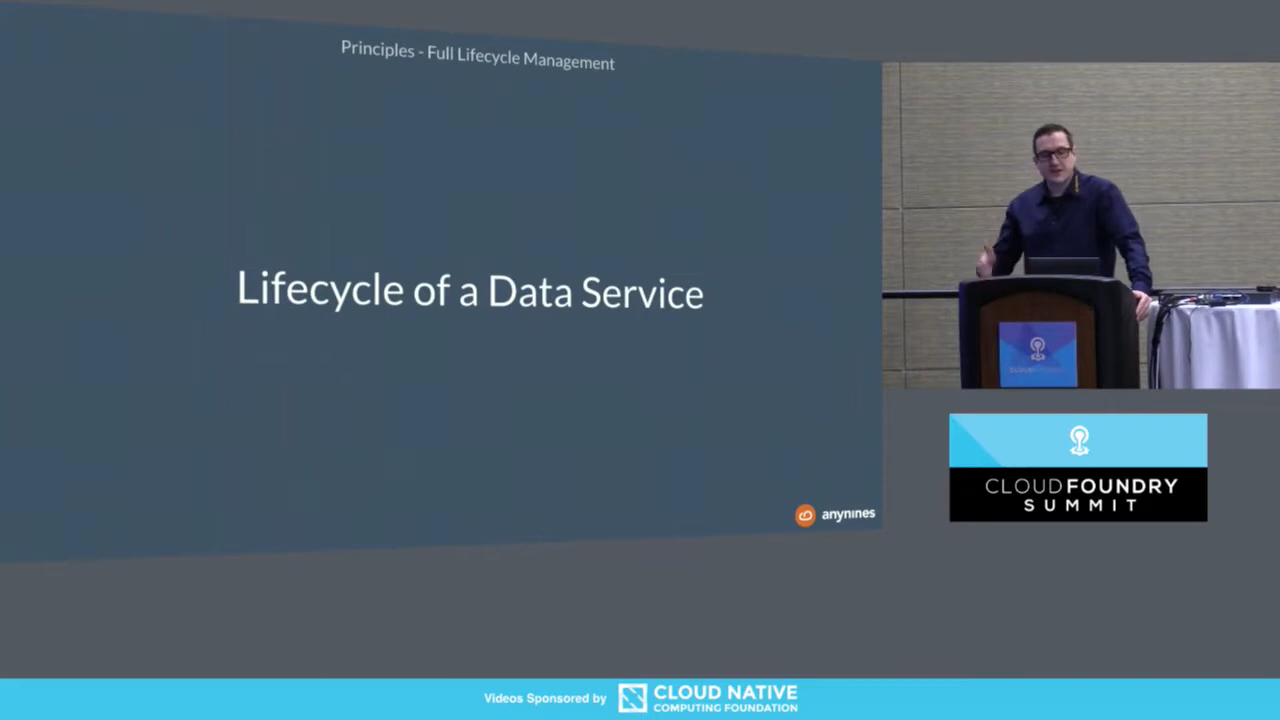 Principles - Full Lifecycle Management
Lifecycle of a Data Service
anynines
CLOUD FOUNDRY
SUMMIT
Videos Sponsored by
CLOUD NATIVE
COMPUTING FOUNDATION